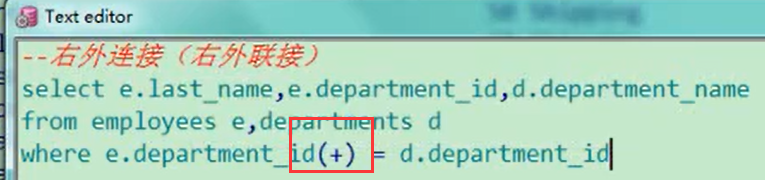 Text editor
--右外连接（右外联接）
select e.last_name,e.department_id,d.department_name
from employees e,departments d
where e.department_id(+) = d.department_id